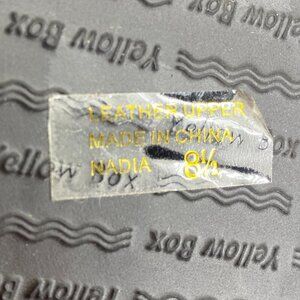 Yellow Box
Yellow Box
LEATHER UPPER
MADE IN CHINA
NADIA 8½
Yellow Box
Yellow Box
Yellow Box